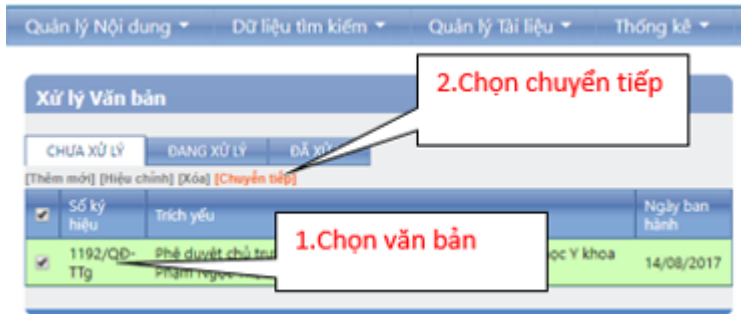 Quản lý Nội dung Dữ liệu tìm kiếm Quản lý Tài liệu Thống kê
2.Chọn chuyển tiếp
Xử lý Văn bản
CHƯA XỬ LÝ ĐANG XỬ LÝ ĐÃ XỬ
[Thêm mới] [Hiệu chỉnh] [Xóa] [Chuyển tiếp]
Số ký hiệu Trích yếu Ngày ban hành
1.Chọn văn bản
1192/QĐ-TTg Phê duyệt chủ ọc Y khoa 14/08/2017
Phạm